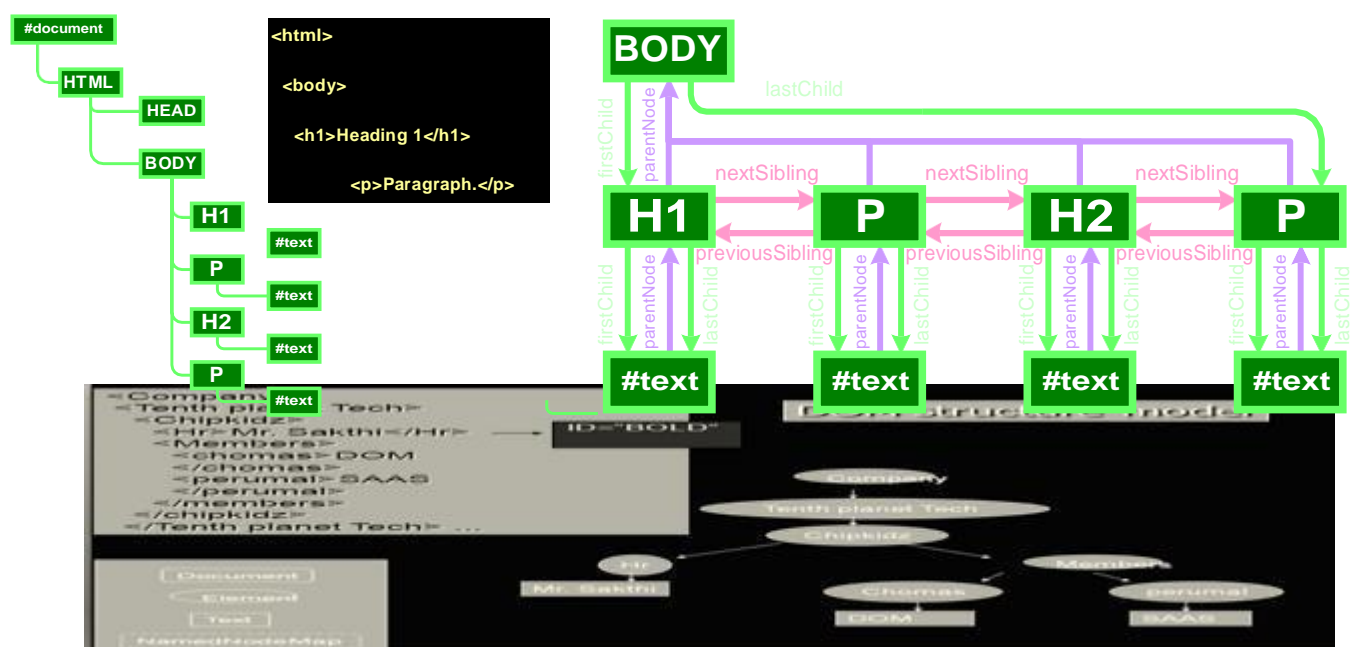 #document
HTML
HEAD
BODY
H1
#text
P
#text
H2
#text
P
#text
<html>
<body>
<h1>Heading 1</h1>
<p>Paragraph.</p>
BODY
lastChild
firstChild
parentNode
nextSibling
nextSibling
nextSibling
H1
P
H2
P
previousSibling
previousSibling
previousSibling
firstChild
parentNode
lastChild
firstChild
parentNode
lastChild
firstChild
parentNode
lastChild
firstChild
parentNode
lastChild
#text
#text
#text
#text
<Company>
<Tenth planet Tech>
<Chipkidz>
<Hr>Mr. Sakthi</Hr>
<Members>
<chomas>DOM
</chomas>
<perumal>SAAS
</perumal>
</members>
</chipkidz>
</Tenth planet Tech> ...
ID="BOLD"
DOM structure model
Company
Tenth planet Tech
Chipkidz
Hr
Members
Mr. Sakthi
Chomas
perumal
DOM
SAAS
Document
Element
Text
NamedNodeMap